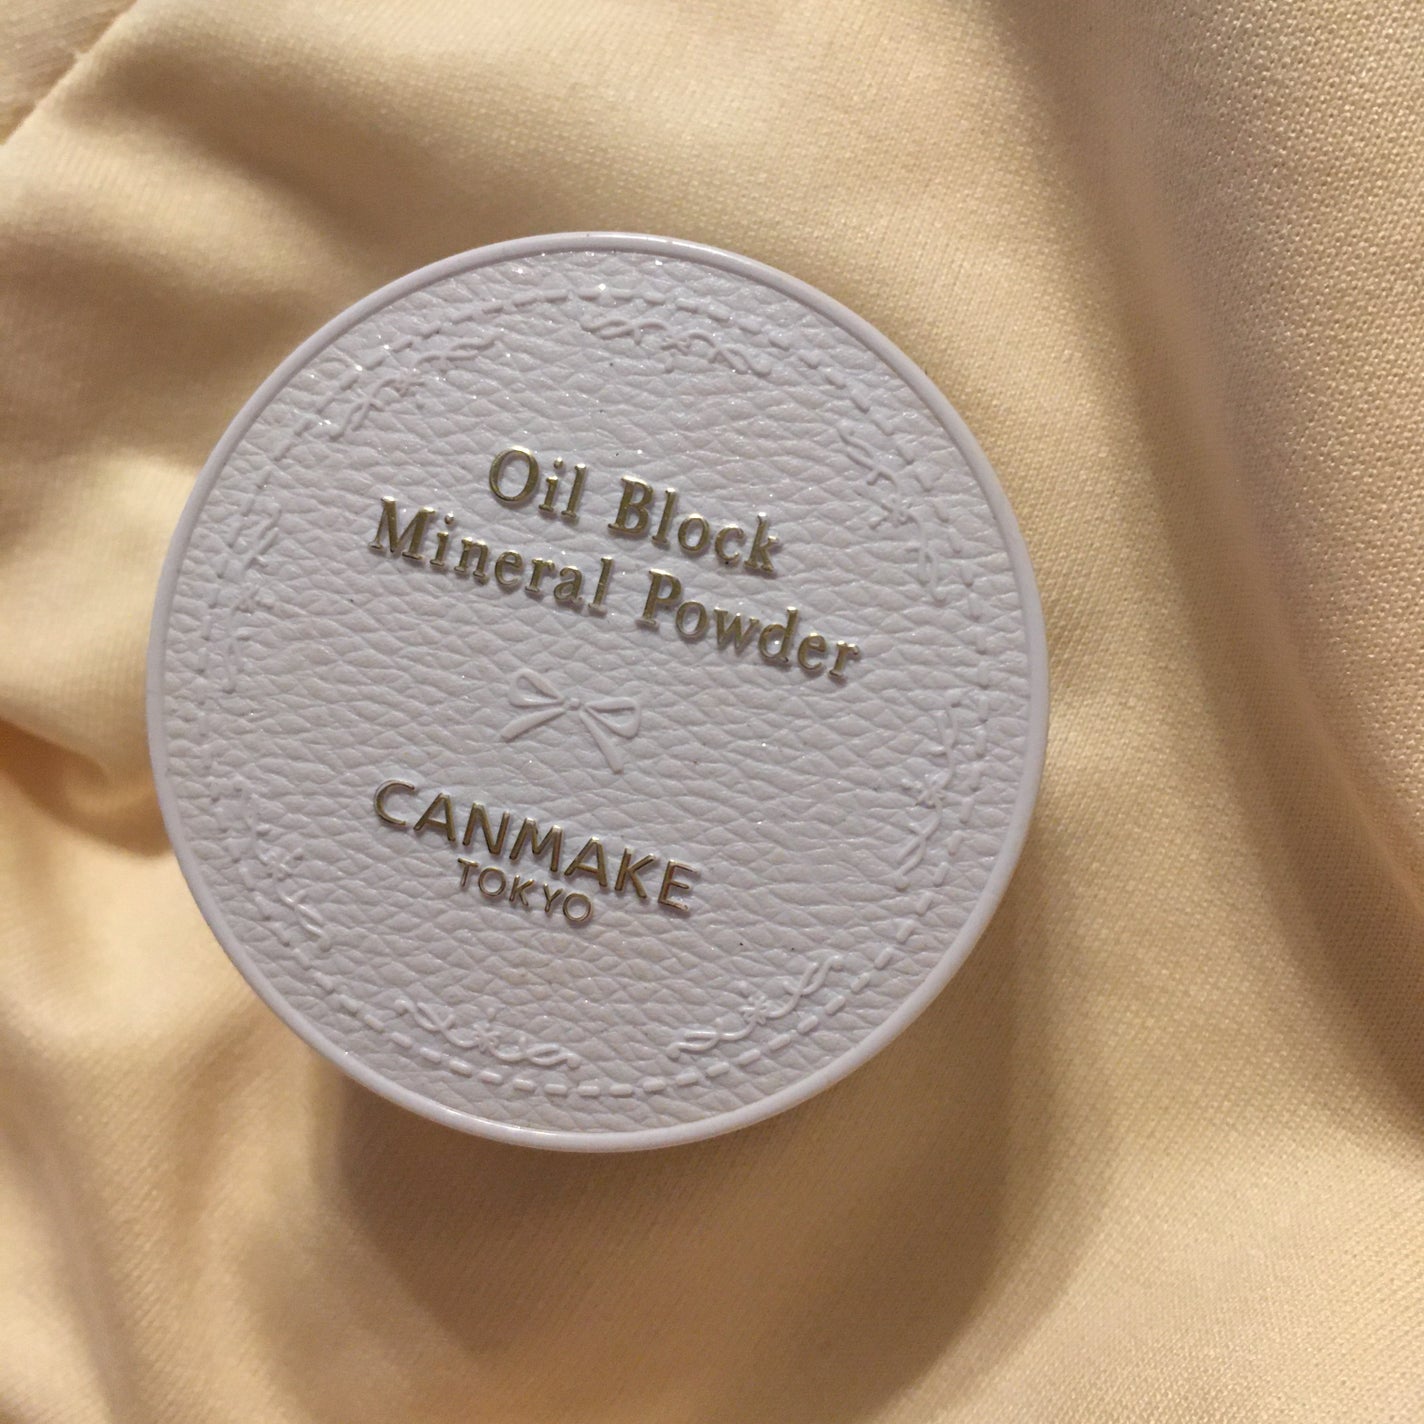 Oil Block
Mineral Powder
CANMAKE
TOKYO